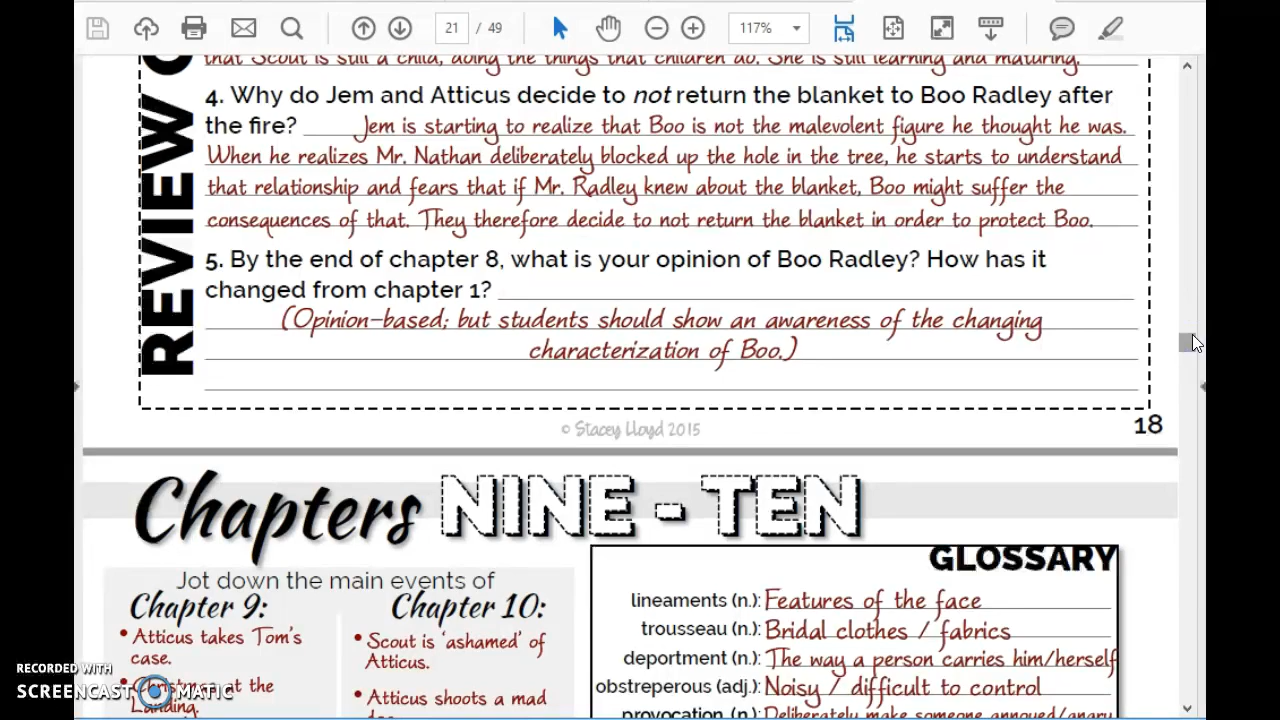 21 / 49
117%
that Scout is still a child, doing the things that children do. She is still learning and maturing.
REVIEW
4. Why do Jem and Atticus decide to not return the blanket to Boo Radley after
the fire? Jem is starting to realize that Boo is not the malevolent figure he thought he was.
When he realizes Mr. Nathan deliberately blocked up the hole in the tree, he starts to understand
that relationship and fears that if Mr. Radley knew about the blanket, Boo might suffer the
consequences of that. They therefore decide to not return the blanket in order to protect Boo.
5. By the end of chapter 8, what is your opinion of Boo Radley? How has it
changed from chapter 1?
(Opinion-based; but students should show an awareness of the changing
characterization of Boo.)
© Stacey Lloyd 2015
18
Chapters NINE - TEN
Jot down the main events of
Chapter 9:
• Atticus takes Tom's
case.
• Christmas at the
Landing.
Chapter 10:
• Scout is 'ashamed' of
Atticus.
• Atticus shoots a mad
GLOSSARY
lineaments (n.): Features of the face
trousseau (n.): Bridal clothes / fabrics
deportment (n.): The way a person carries him/herself
obstreperous (adj.): Noisy / difficult to control
provocation (n.): Deliberately make someone annoyed/angry
RECORDED WITH
SCREENCAST MATIC